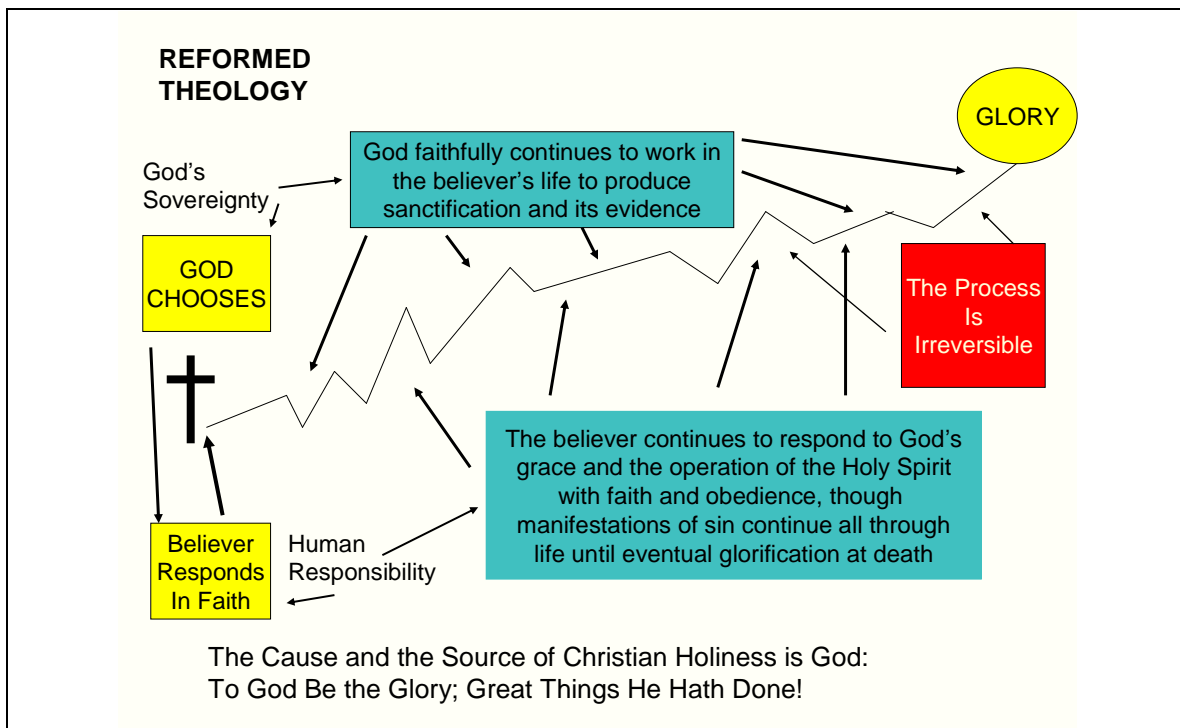 REFORMED
THEOLOGY
GLORY
God faithfully continues to work in
the believer's life to produce
sanctification and its evidence
God's
Sovereignty
GOD
CHOOSES
The Process
Is
Irreversible
The believer continues to respond to God's
grace and the operation of the Holy Spirit
with faith and obedience, though
manifestations of sin continue all through
life until eventual glorification at death
Believer
Responds
In Faith
Human
Responsibility
The Cause and the Source of Christian Holiness is God:
To God Be the Glory; Great Things He Hath Done!